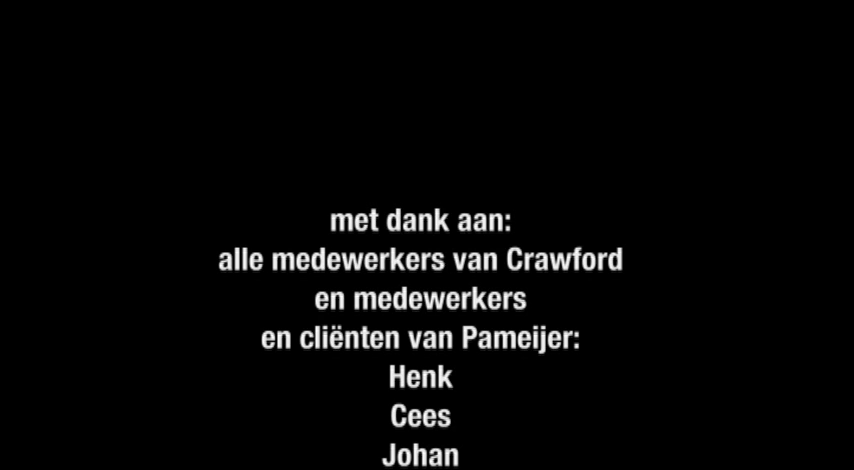 met dank aan:
alle medewerkers van Crawford
en medewerkers
en cliënten van Pameijer:
Henk
Cees
Johan